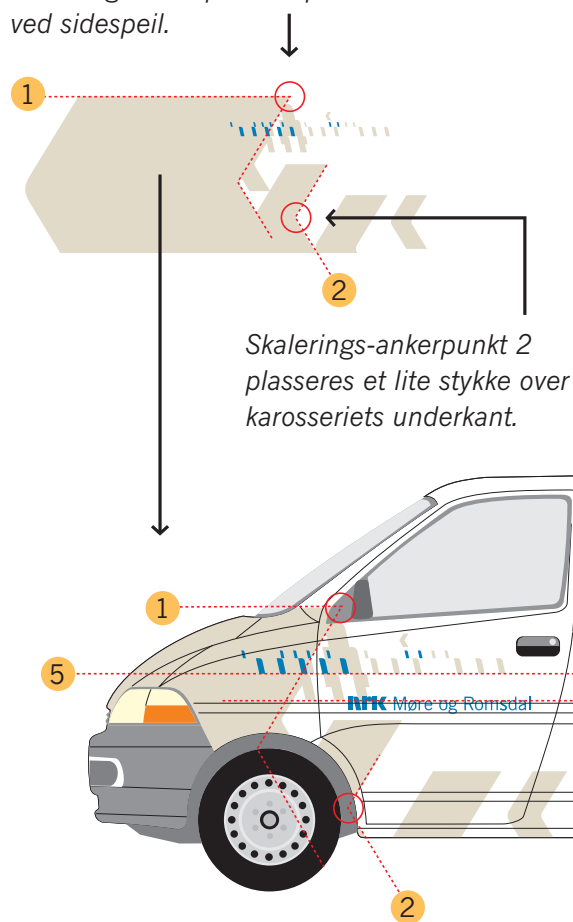 ved sidespeil.
1
2
Skalerings-ankerpunkt 2
plasseres et lite stykke over
karosseriets underkant.
1
5
NRK Møre og Romsdal
2